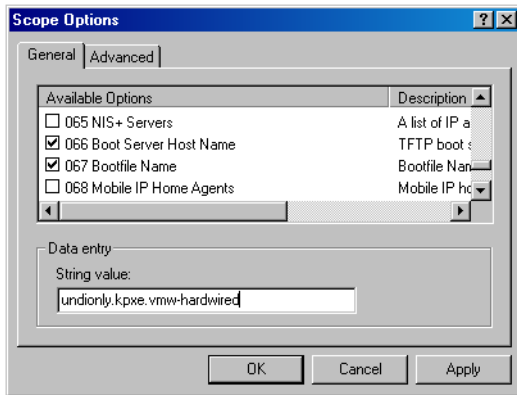 Scope Options
General Advanced
Available Options Description
065 NIS+ Servers A list of IP a
066 Boot Server Host Name TFTP boot s
067 Bootfile Name Bootfile Nan
068 Mobile IP Home Agents Mobile IP ho
Data entry
String value:
undionly.kpxe.vmw-hardwired
OK Cancel Apply